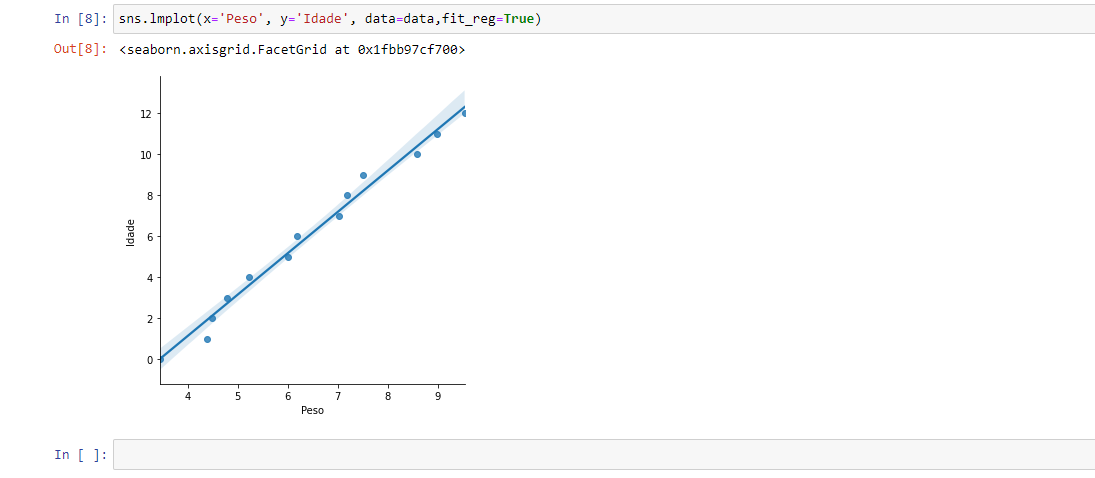 In [8]: sns.lmplot(x='Peso', y='Idade', data=data,fit_reg=True)
Out[8]: <seaborn.axisgrid.FacetGrid at 0x1fbb97cf700>
12
10
8
6
4
2
0
Idade
4 5 6 7 8 9
Peso
In [ ]: